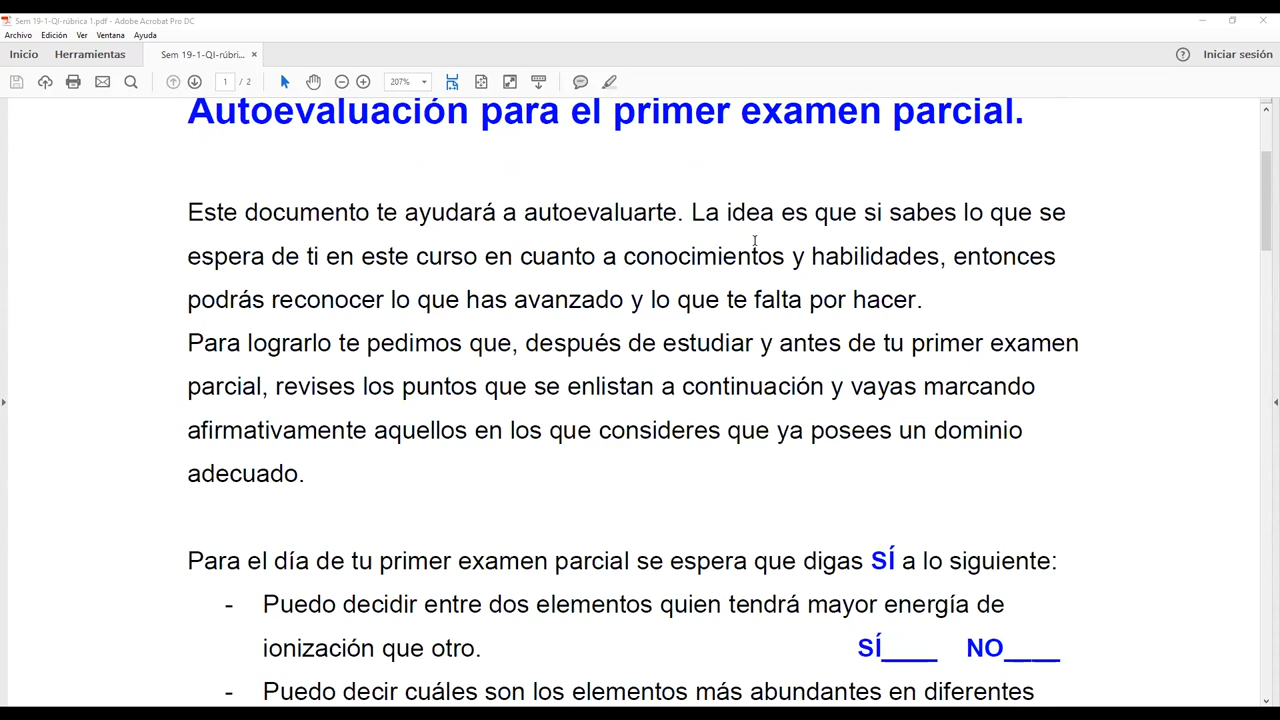 Sem 19-1-QI-rúbrica 1.pdf - Adobe Acrobat Pro DC
Archivo Edición Ver Ventana Ayuda
Inicio Herramientas Sem 19-1-QI-rúbri... × Iniciar sesión
1 / 2 207%
Autoevaluación para el primer examen parcial.
Este documento te ayudará a autoevaluarte. La idea es que si sabes lo que se
espera de ti en este curso en cuanto a conocimientos y habilidades, entonces
podrás reconocer lo que has avanzado y lo que te falta por hacer.
Para lograrlo te pedimos que, después de estudiar y antes de tu primer examen
parcial, revises los puntos que se enlistan a continuación y vayas marcando
afirmativamente aquellos en los que consideres que ya posees un dominio
adecuado.
Para el día de tu primer examen parcial se espera que digas SÍ a lo siguiente:
- Puedo decidir entre dos elementos quien tendrá mayor energía de
ionización que otro. SÍ____ NO____
- Puedo decir cuáles son los elementos más abundantes en diferentes